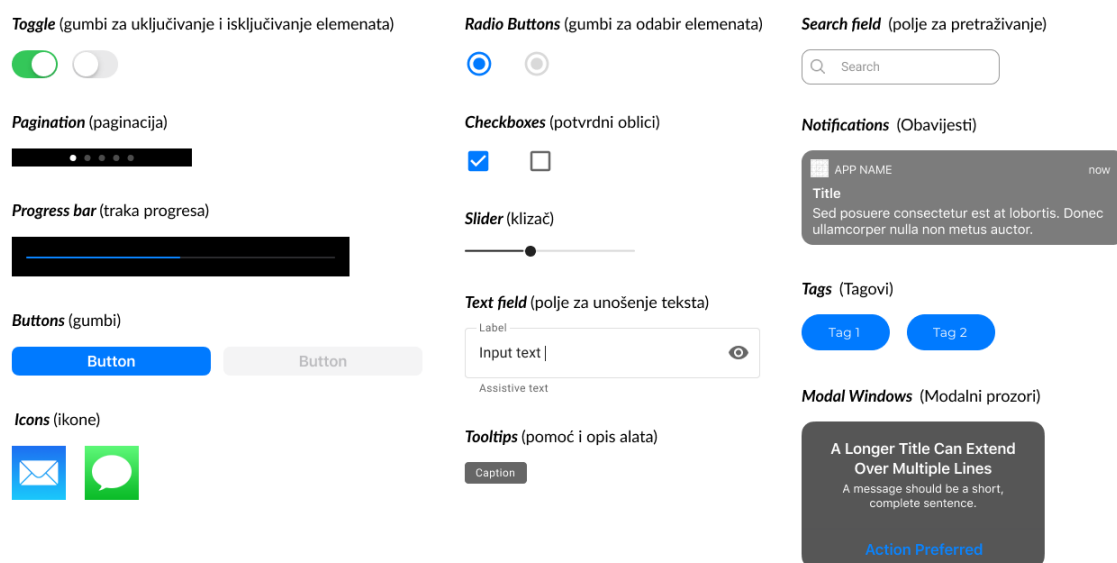 Toggle (gumbi za uključivanje i isključivanje elemenata)
Pagination (paginacija)
Progress bar (traka progresa)
Buttons (gumbi)
Button
Button
Icons (ikone)
Radio Buttons (gumbi za odabir elemenata)
Checkboxes (potvrdni oblici)
Slider (klizač)
Text field (polje za unošenje teksta)
Label
Input text
Assistive text
Tooltips (pomoć i opis alata)
Caption
Search field (polje za pretraživanje)
Search
Notifications (Obavijesti)
APP NAME now
Title
Sed posuere consectetur est at lobortis. Donec
ullamcorper nulla non metus auctor.
Tags (Tagovi)
Tag 1 Tag 2
Modal Windows (Modalni prozori)
A Longer Title Can Extend
Over Multiple Lines
A message should be a short,
complete sentence.
Action Preferred